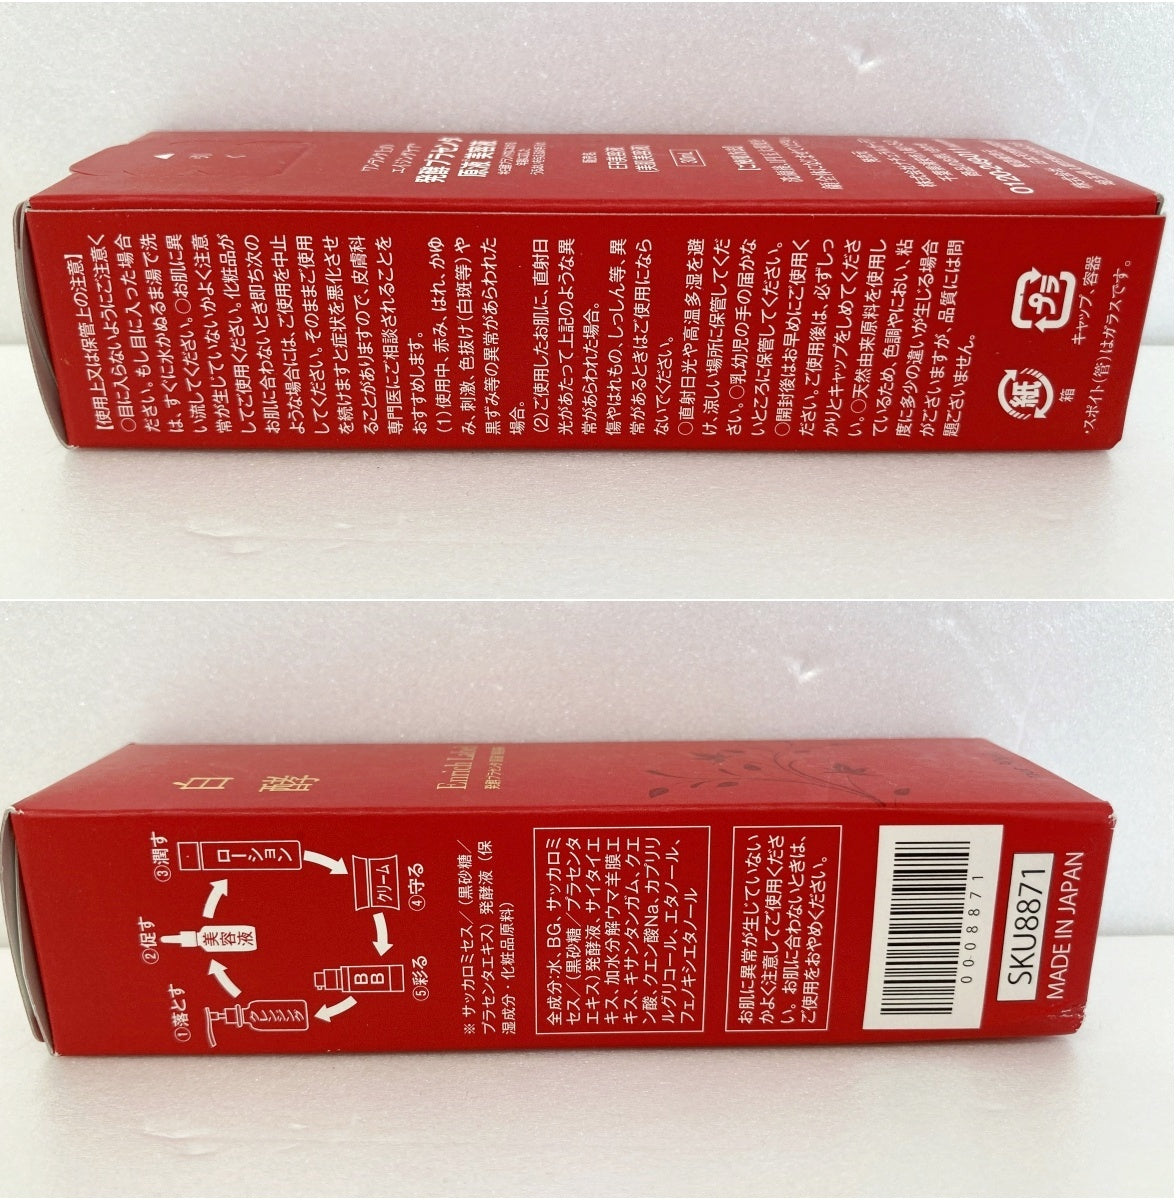 引く
発酵プラセンタ
原液 美容液
30mL
【使用上又は保管上の注意】
○目に入らないようにご注意く
ださい。もし目に入った場合
は、すぐに水かぬるま湯で洗
い流してください。○お肌に異
常が生じていないかよく注意
してご使用ください。化粧品が
お肌に合わないとき即ち次の
ような場合には、ご使用を中止
してください。そのままご使用
を続けますと症状を悪化させ
ることがありますので、皮膚科
専門医にご相談されることを
おすすめします。
(1)使用中、赤み、はれ、かゆ
み、刺激、色抜け(白斑等)や
黒ずみ等の異常があらわれた
場合。
(2)ご使用したお肌に、直射日
光があたって上記のような異
常があらわれた場合。
傷やはれもの、しっしん等、異
常があるときはご使用になら
ないでください。
○直射日光や高温多湿を避
け、涼しい場所に保管してくだ
さい。○乳幼児の手の届かな
いところに保管してください。
○開封後はお早めにご使用く
ださい。ご使用後は、必ずしっ
かりとキャップをしめてくださ
い。○天然由来原料を使用し
ているため、色調やにおい、粘
度に多少の違いが生じる場合
がございますが、品質には問
題ございません。
紙
箱
プラ
キャップ、容器
・スポイト(管)はガラスです。
白酵
Enrich Label
①落とす
クレンジング
②促す
美容液
③潤す
ローション
④守る
クリーム
⑤彩る
BB
※サッカロミセス/(黒砂糖/
プラセンタエキス)発酵液(保
湿成分・化粧品原料)
全成分:水、BG、サッカロミ
セス/(黒砂糖/プラセンタ
エキス)発酵液、サイタイエ
キス、加水分解ウマ羊膜エ
キス、キサンタンガム、クエ
ン酸、クエン酸Na、カプリリ
ルグリコール、エタノール、
フェノキシエタノール
お肌に異常が生じていない
かよく注意してご使用くださ
い。お肌に合わないときは、
ご使用をおやめください。
0008871
SKU8871
MADE IN JAPAN